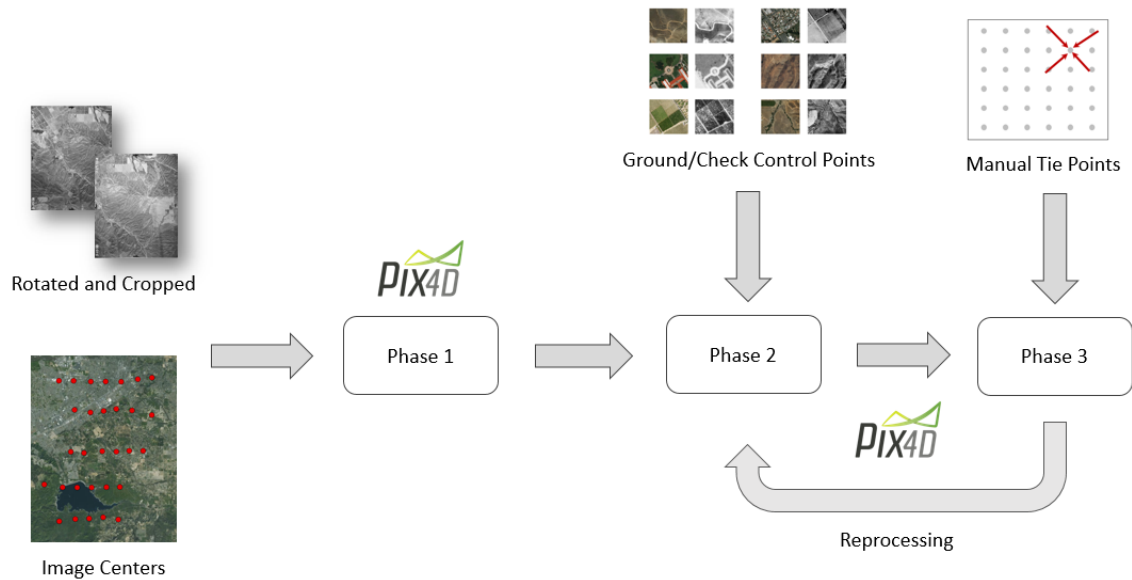 Ground/Check Control Points
Manual Tie Points
Rotated and Cropped
PIX4D
Phase 1
Phase 2
Phase 3
PIX4D
Reprocessing
Image Centers